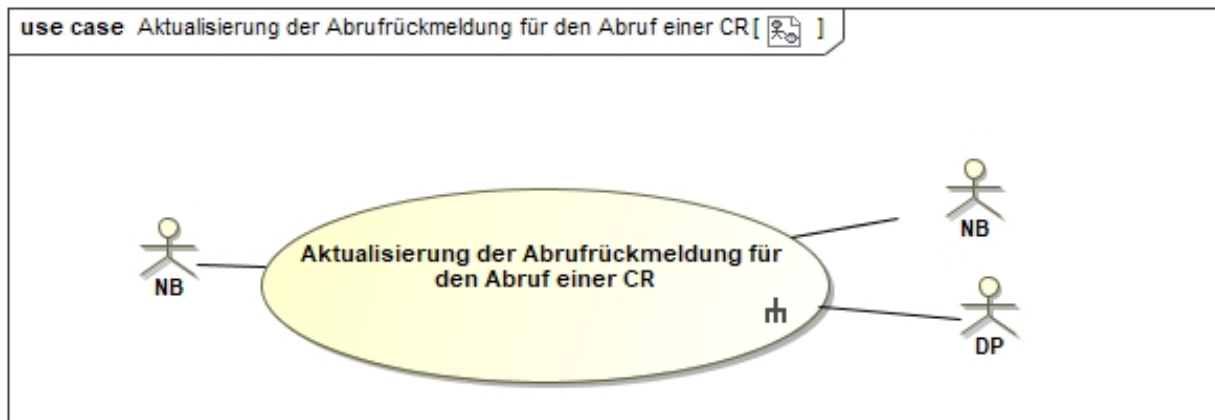 use case Aktualisierung der Abrufrückmeldung für den Abruf einer CR [ ]
NB
Aktualisierung der Abrufrückmeldung für
den Abruf einer CR
NB
DP